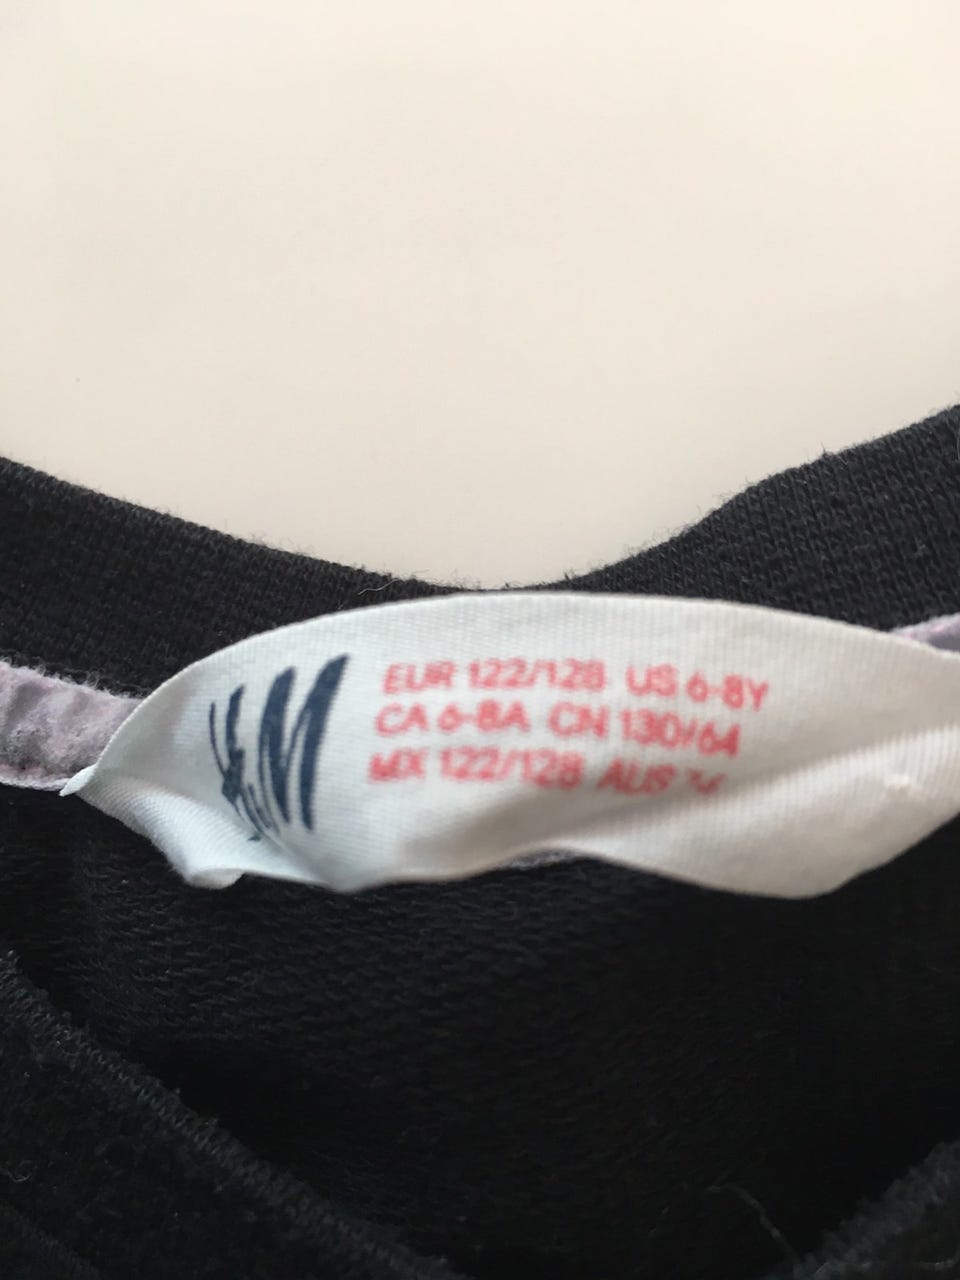 H&M
EUR 122/128 US 6-8Y
CA 6-8A CN 130/64
MX 122/128 AUS